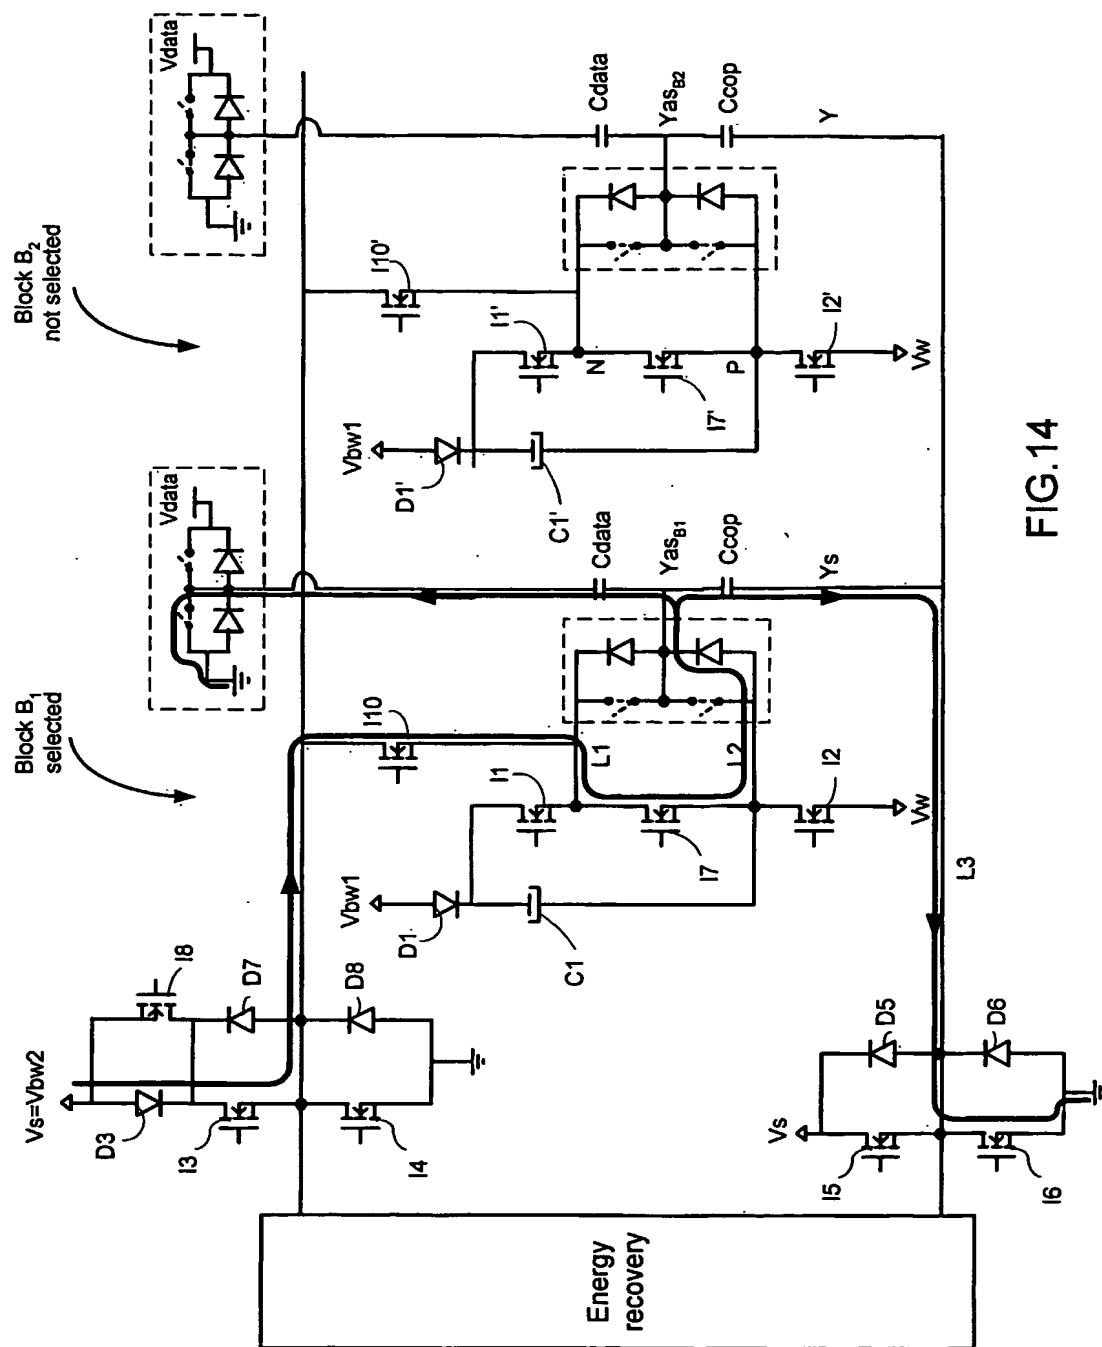 Block B2
not selected
Vdata
I10'
I1'
Vbw1
D1'
C1'
N
I7'
P
I2'
Vw
Cdata
YasB2
Ccop
Y
Block B1
selected
Vdata
I10
I1
Vbw1
D1
C1
L1
L2
I7
I2
Vw
Cdata
YasB1
Ccop
Ys
L3
Vs=Vbw2
I8
D3
D7
I3
D8
I4
Vs
D5
I5
D6
I6
Energy
recovery
FIG.14